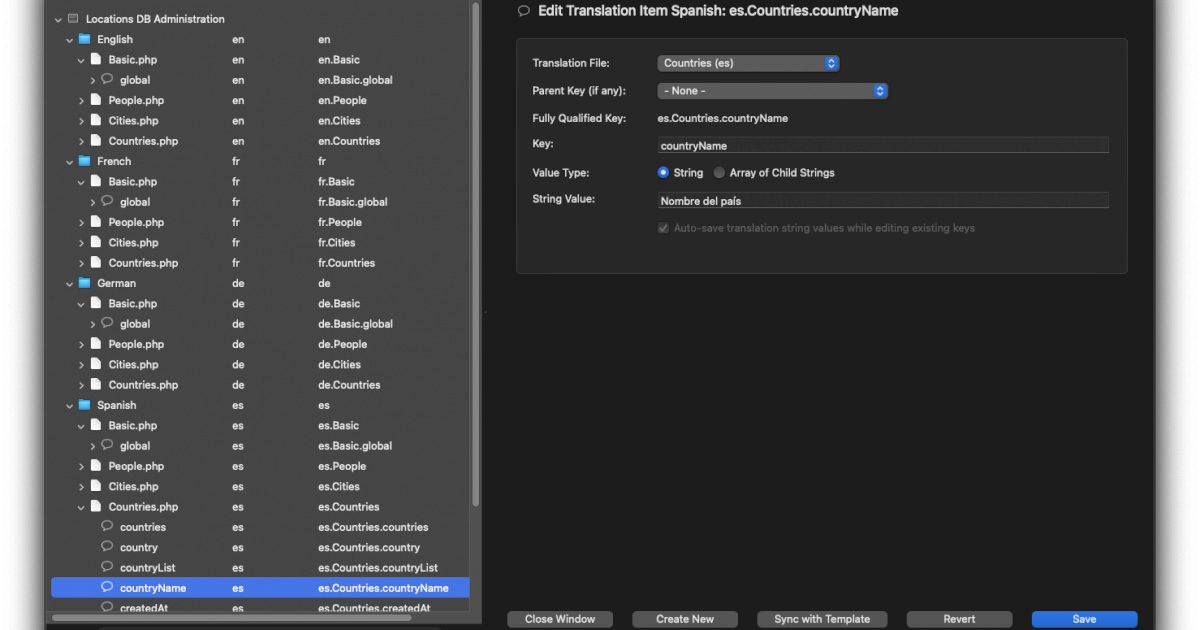 Locations DB Administration
English en en
Basic.php en en.Basic
global en en.Basic.global
People.php en en.People
Cities.php en en.Cities
Countries.php en en.Countries
French fr fr
Basic.php fr fr.Basic
global fr fr.Basic.global
People.php fr fr.People
Cities.php fr fr.Cities
Countries.php fr fr.Countries
German de de
Basic.php de de.Basic
global de de.Basic.global
People.php de de.People
Cities.php de de.Cities
Countries.php de de.Countries
Spanish es es
Basic.php es es.Basic
global es es.Basic.global
People.php es es.People
Cities.php es es.Cities
Countries.php es es.Countries
countries es es.Countries.countries
country es es.Countries.country
countryList es es.Countries.countryList
countryName es es.Countries.countryName
createdAt es es.Countries.createdAt
Edit Translation Item Spanish: es.Countries.countryName
Translation File: Countries (es)
Parent Key (if any): - None -
Fully Qualified Key: es.Countries.countryName
Key: countryName
Value Type: String Array of Child Strings
String Value: Nombre del país
Auto-save translation string values while editing existing keys
Close Window Create New Sync with Template Revert Save